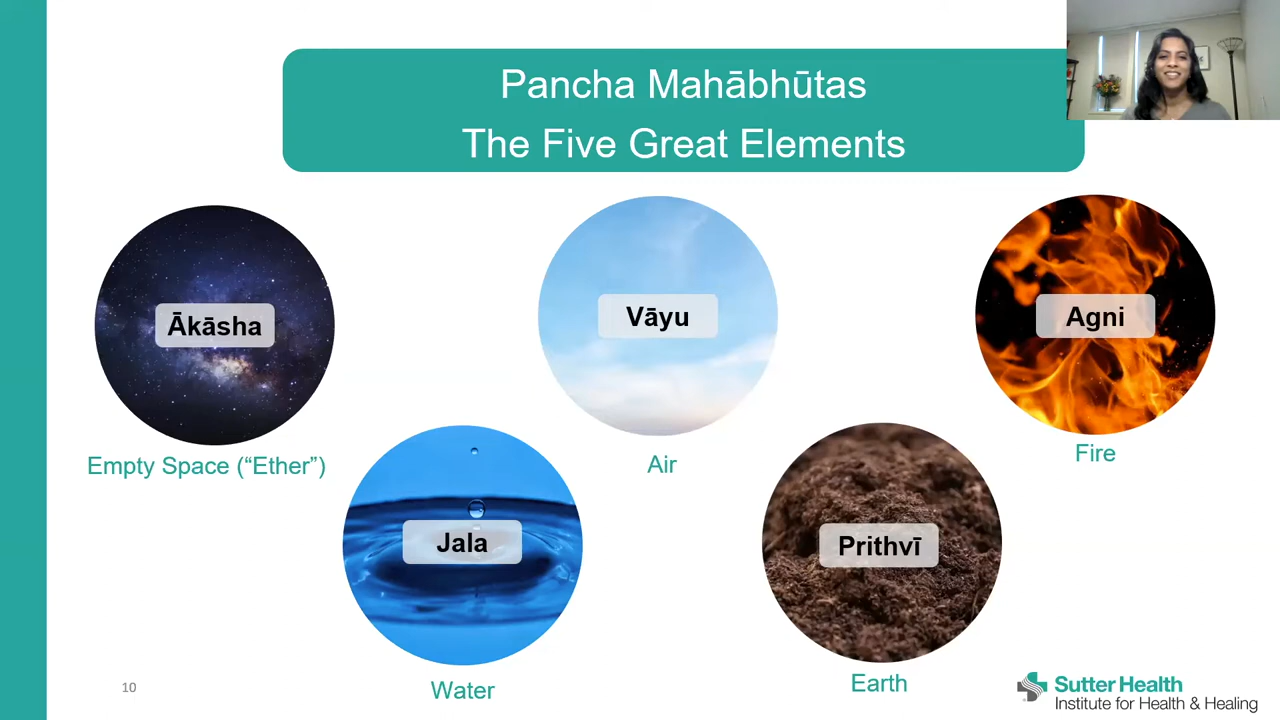 Pancha Mahābhūtas
The Five Great Elements
Ākāsha
Empty Space (“Ether”)
Vāyu
Air
Agni
Fire
Jala
Water
Prithvī
Earth
10
Sutter Health
Institute for Health & Healing